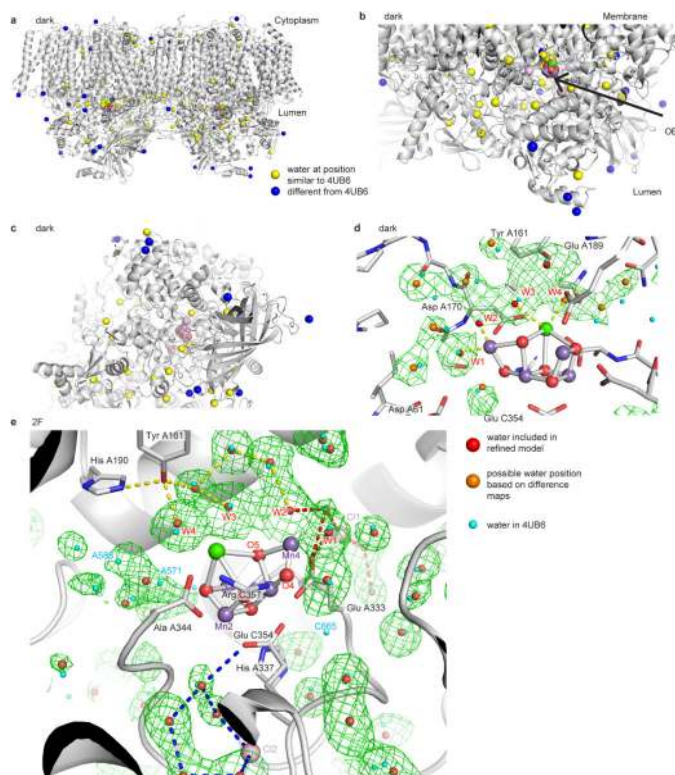 a
dark
Cytoplasm
Lumen
water at position
similar to 4UB6
different from 4UB6
b
dark
Membrane
Lumen
c
dark
d
dark
Tyr A161
Glu A189
W3
W4
Asp A170
W2
W1
Asp A61
Glu C354
water included in
refined model
possible water position
based on difference
maps
water in 4UB6
e
2F
Tyr A161
His A190
W3
W2
W4
W1
Cl1
O5
Mn4
A571
O4
Arg C357
Glu A333
Ala A344
Mn2
Glu C354
C665
His A337
Cl2